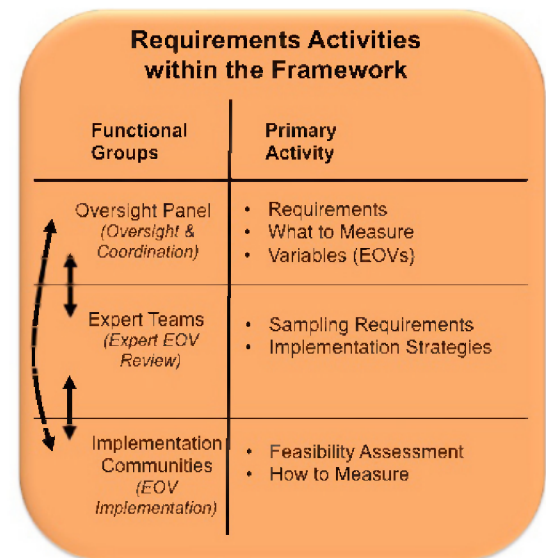 Requirements Activities
within the Framework
Functional
Groups
Primary
Activity
Oversight Panel
(Oversight &
Coordination)
• Requirements
• What to Measure
• Variables (EOVs)
Expert Teams
(Expert EOV
Review)
• Sampling Requirements
• Implementation Strategies
Implementation
Communities
(EOV
Implementation)
• Feasibility Assessment
• How to Measure